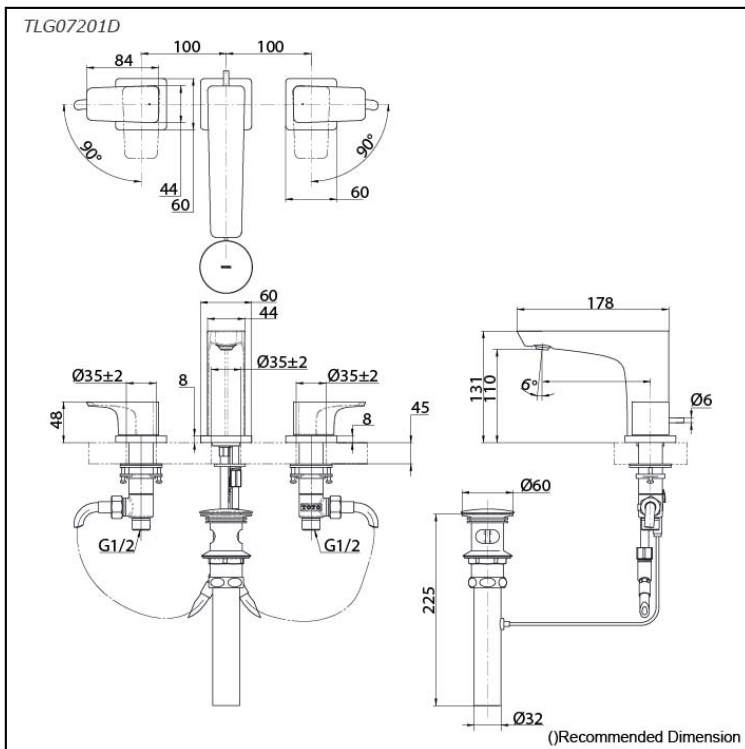 TLG07201D
100 100
84
90°
90°
44
60
60
60
44
178
Ø35±2
Ø35±2
Ø35±2
8
8
48
45
131
110
6°
Ø6
Ø60
TOTO
G1/2
G1/2
225
Ø32
()Recommended Dimension